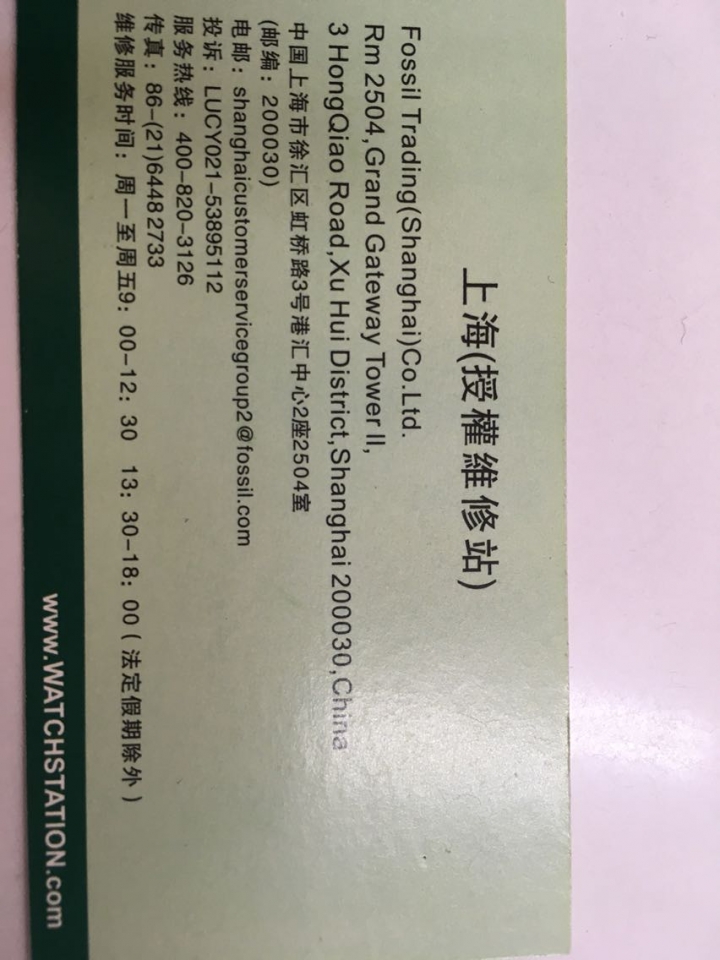 上海(授權維修站)
Fossil Trading(Shanghai)Co.Ltd.
Rm 2504,Grand Gateway Tower II,
3 HongQiao Road,Xu Hui District,Shanghai 200030,China
中国上海市徐汇区虹桥路3号港汇中心2座2504室
(邮编：200030)
电邮：shanghaicustomerservicegroup2@fossil.com
投诉：LUCY021-53895112
服务热线：400-820-3126
传真：86-(21)64482733
维修服务时间：周一至周五9：00-12：30 13：30-18：00(法定假期除外)
www.WATCHSTATION.com